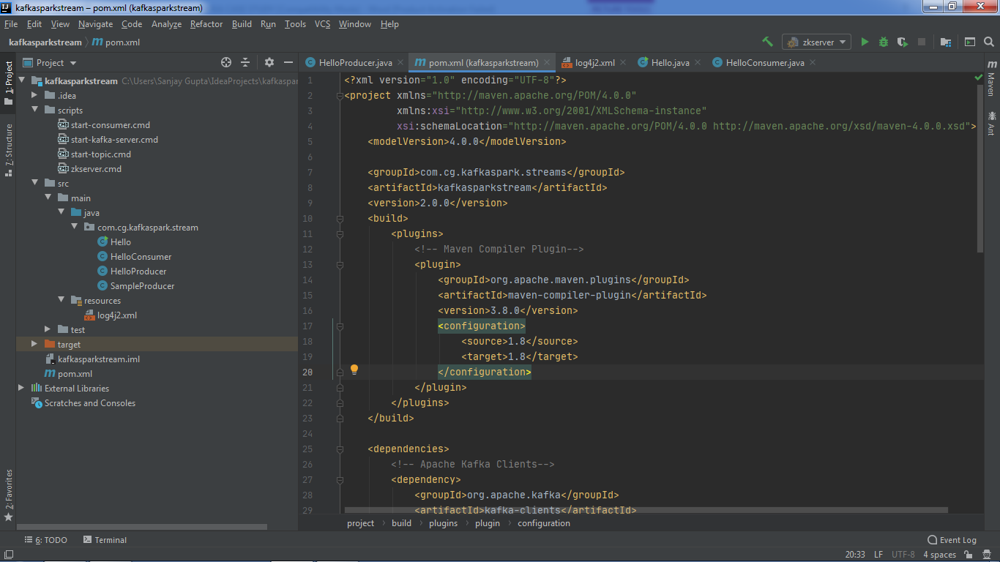 kafkasparkstream – pom.xml (kafkasparkstream)
File Edit View Navigate Code Analyze Refactor Build Run Tools VCS Window Help
kafkasparkstream pom.xml
zkserver
Project
HelloProducer.java
pom.xml (kafkasparkstream)
log4j2.xml
Hello.java
HelloConsumer.java
1: Project
7: Structure
2: Favorites
kafkasparkstream C:\Users\Sanjay Gupta\IdeaProjects\kafkaspar
.idea
scripts
start-consumer.cmd
start-kafka-server.cmd
start-topic.cmd
zkserver.cmd
src
main
java
com.cg.kafkaspark.stream
Hello
HelloConsumer
HelloProducer
SampleProducer
resources
log4j2.xml
test
target
kafkasparkstream.iml
pom.xml
External Libraries
Scratches and Consoles
1 <?xml version="1.0" encoding="UTF-8"?>
2 <project xmlns="http://maven.apache.org/POM/4.0.0"
3 xmlns:xsi="http://www.w3.org/2001/XMLSchema-instance"
4 xsi:schemaLocation="http://maven.apache.org/POM/4.0.0 http://maven.apache.org/xsd/maven-4.0.0.xsd">
5 <modelVersion>4.0.0</modelVersion>
6
7 <groupId>com.cg.kafkaspark.streams</groupId>
8 <artifactId>kafkasparkstream</artifactId>
9 <version>2.0.0</version>
10 <build>
11 <plugins>
12 <!-- Maven Compiler Plugin-->
13 <plugin>
14 <groupId>org.apache.maven.plugins</groupId>
15 <artifactId>maven-compiler-plugin</artifactId>
16 <version>3.8.0</version>
17 <configuration>
18 <source>1.8</source>
19 <target>1.8</target>
20 </configuration>
21 </plugin>
22 </plugins>
23 </build>
24
25 <dependencies>
26 <!-- Apache Kafka Clients-->
27 <dependency>
28 <groupId>org.apache.kafka</groupId>
29 <artifactId>kafka-clients</artifactId>
Maven
Ant
project build plugins plugin configuration
6: TODO
Terminal
Event Log
20:33 LF UTF-8 4 spaces